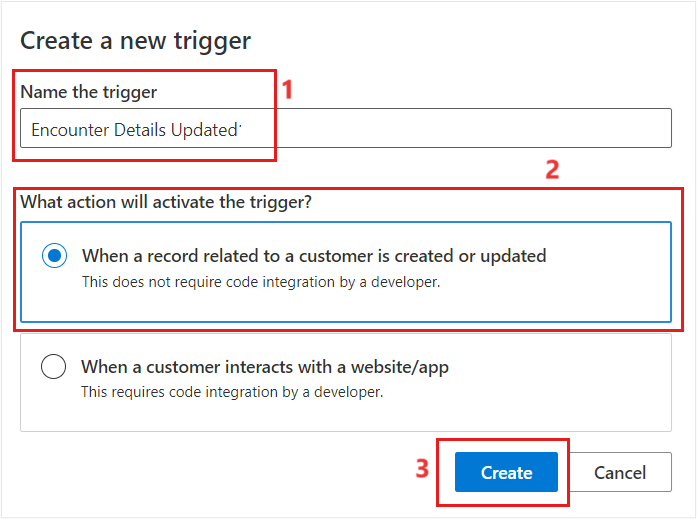 Create a new trigger
Name the trigger
1
Encounter Details Updated
2
What action will activate the trigger?
When a record related to a customer is created or updated
This does not require code integration by a developer.
When a customer interacts with a website/app
This requires code integration by a developer.
3
Create
Cancel